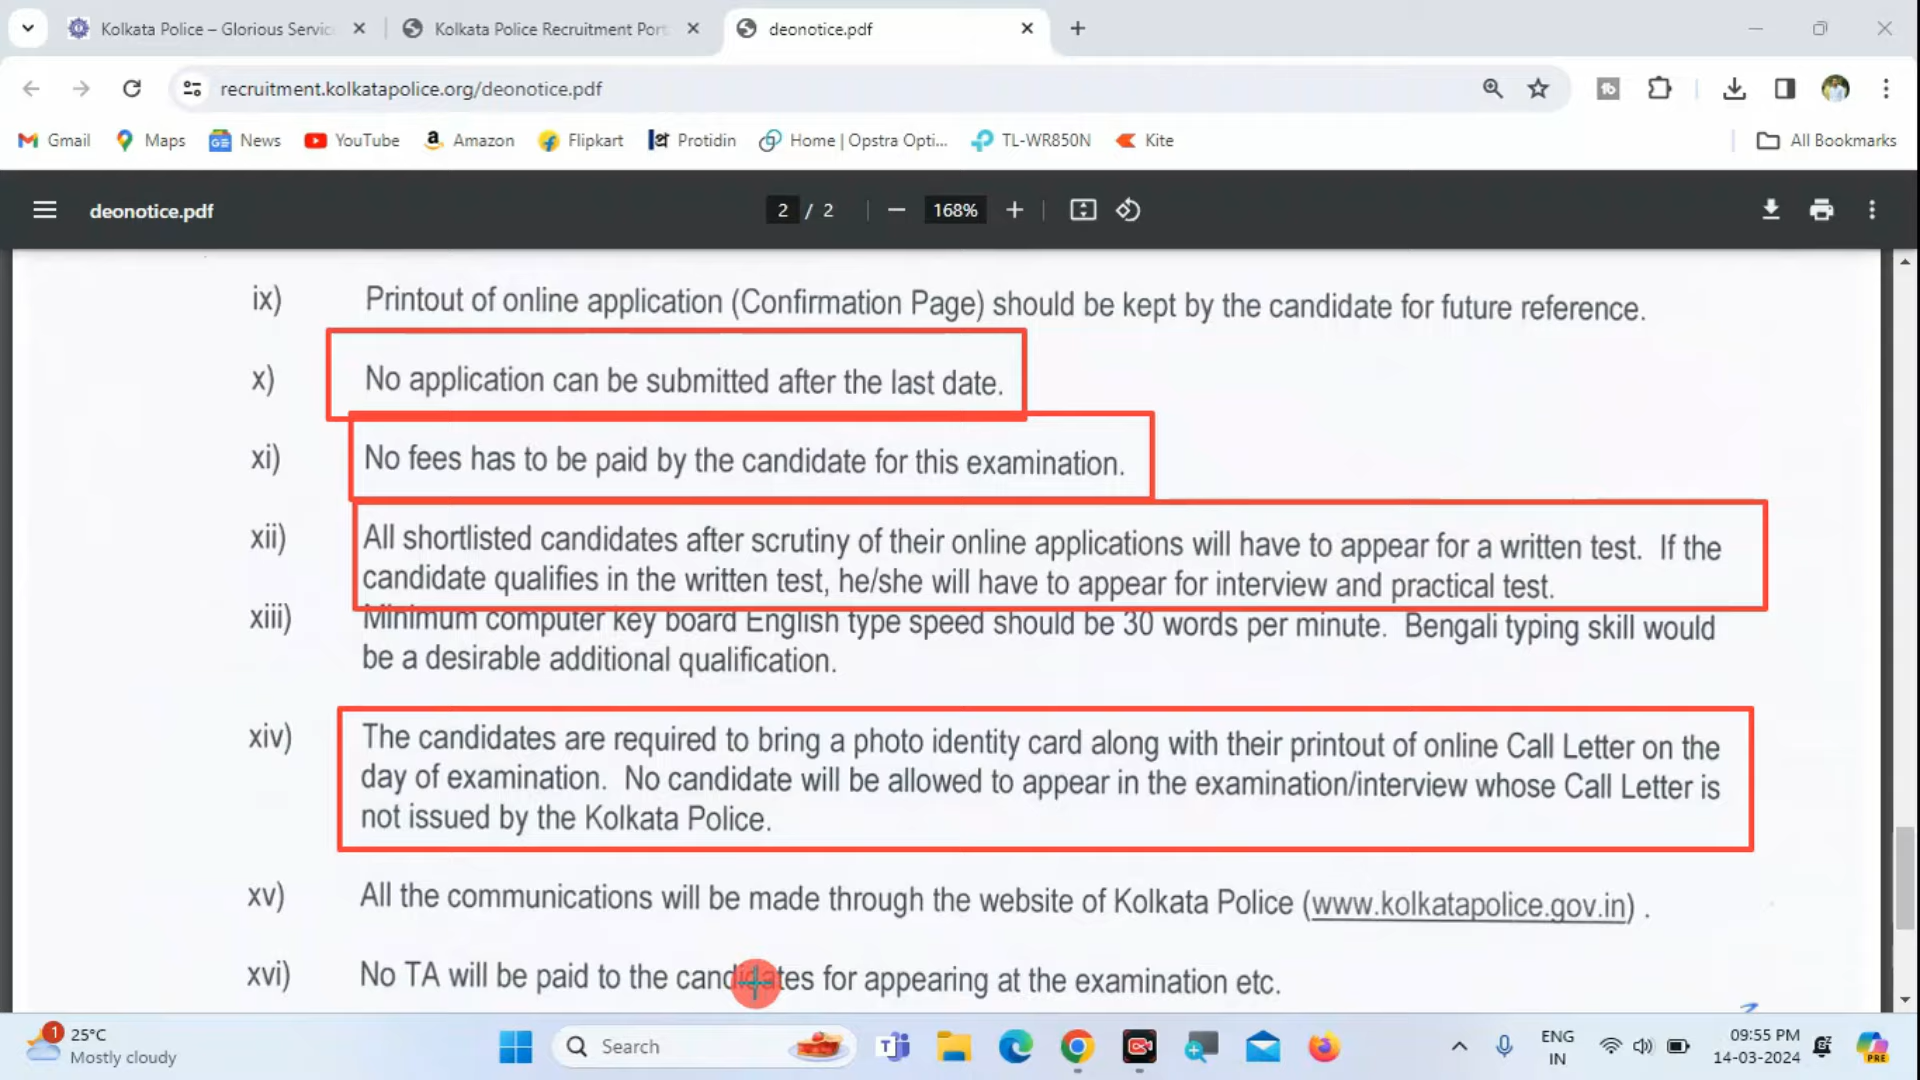 Kolkata Police – Glorious Servic
Kolkata Police Recruitment Port
deonotice.pdf
recruitment.kolkatapolice.org/deonotice.pdf
Gmail
Maps
News
YouTube
Amazon
Flipkart
Protidin
Home | Opstra Opti...
TL-WR850N
Kite
All Bookmarks
deonotice.pdf
2 / 2
168%
ix) Printout of online application (Confirmation Page) should be kept by the candidate for future reference.
x) No application can be submitted after the last date.
xi) No fees has to be paid by the candidate for this examination.
xii) All shortlisted candidates after scrutiny of their online applications will have to appear for a written test. If the
candidate qualifies in the written test, he/she will have to appear for interview and practical test.
xiii) Minimum computer key board English type speed should be 30 words per minute. Bengali typing skill would
be a desirable additional qualification.
xiv) The candidates are required to bring a photo identity card along with their printout of online Call Letter on the
day of examination. No candidate will be allowed to appear in the examination/interview whose Call Letter is
not issued by the Kolkata Police.
xv) All the communications will be made through the website of Kolkata Police (www.kolkatapolice.gov.in) .
xvi) No TA will be paid to the candidates for appearing at the examination etc.
1
25°C
Mostly cloudy
Search
ENG
IN
09:55 PM
14-03-2024
PRE